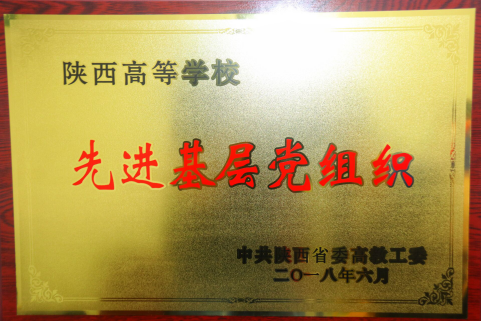 陕西高等学校
先进基层党组织
中共陕西省委高教工委
二〇一八年六月